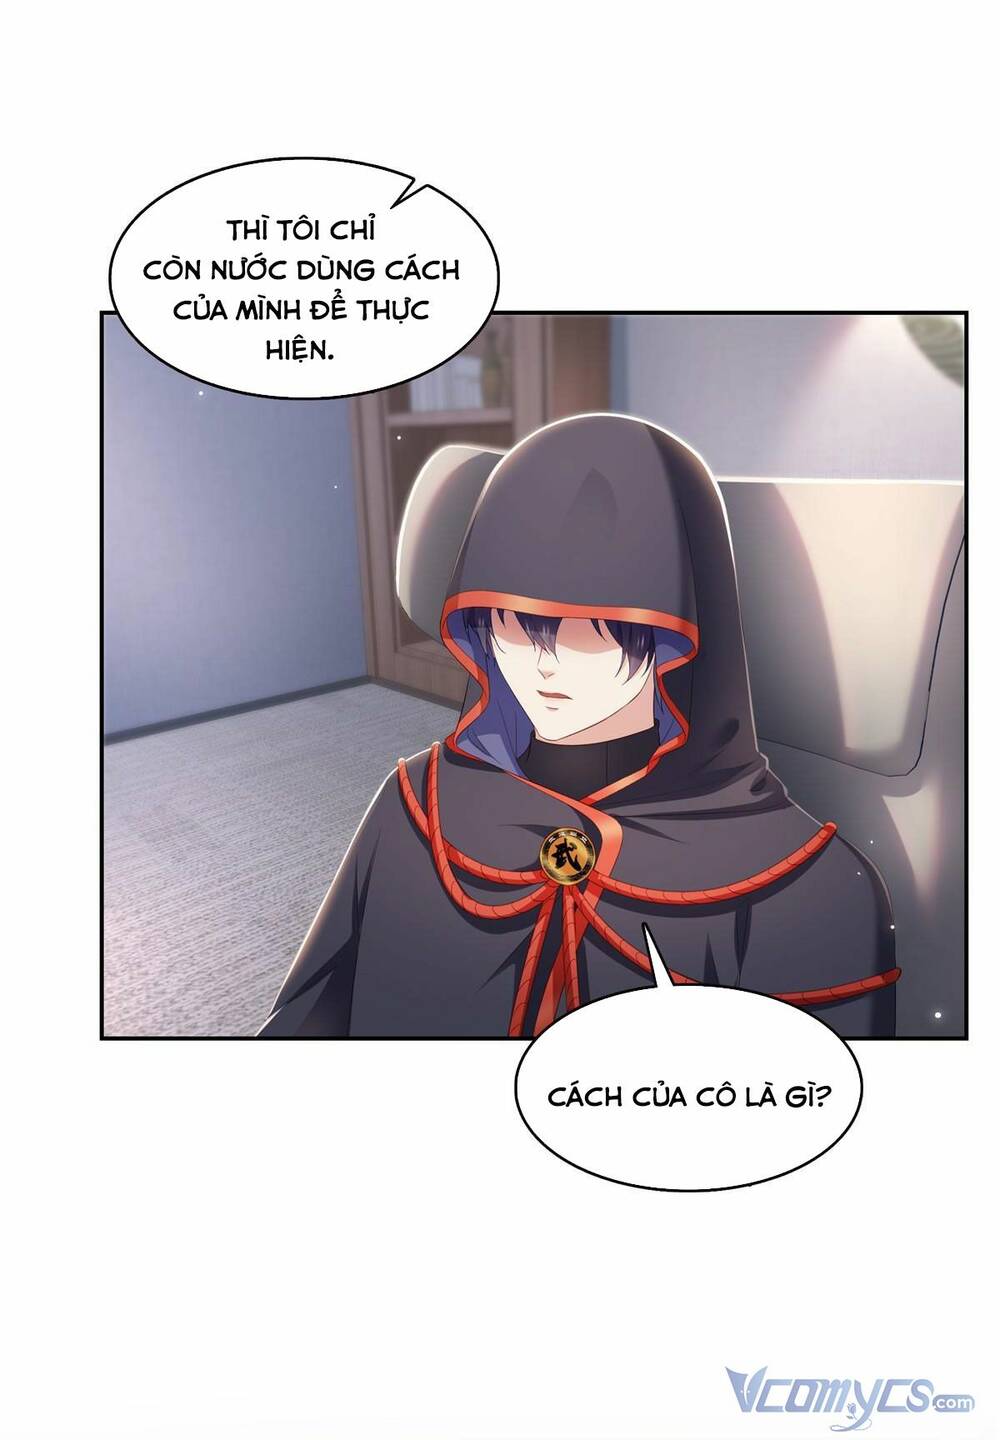 THÌ TÔI CHỈ
CÒN NƯỚC DÙNG CÁCH
CỦA MÌNH ĐỂ THỰC
HIỆN.
武
CÁCH CỦA CÔ LÀ GÌ?
VCOMYCS.com